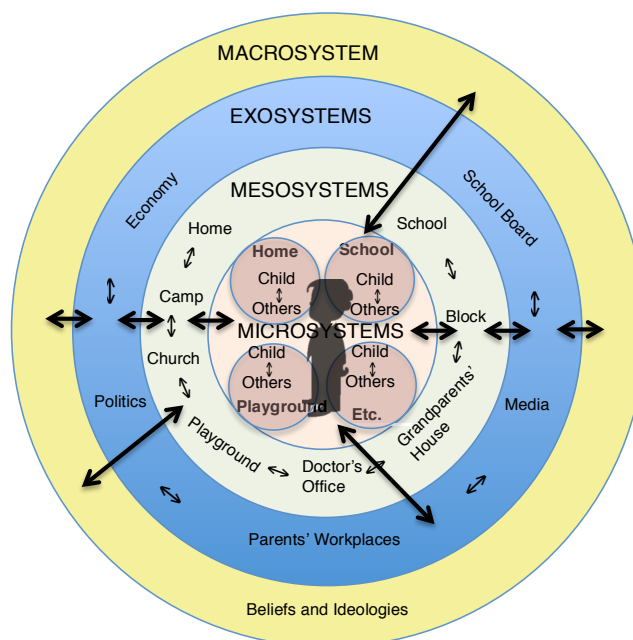 MACROSYSTEM
EXOSYSTEMS
MESOSYSTEMS
Economy
School Board
Home
School
Home
School
Child
Others
Child
Others
Camp
Block
MICROSYSTEMS
Church
Child
Others
Child
Others
Politics
Playground
Etc.
Media
Grandparents'
House
Playground
Doctor's
Office
Parents' Workplaces
Beliefs and Ideologies